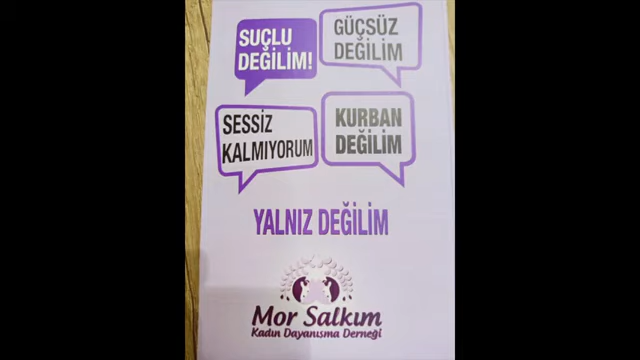 SUÇLU
DEĞİLİM!
GÜÇSÜZ
DEĞİLİM
SESSİZ
KALMIYORUM
KURBAN
DEĞİLİM
YALNIZ DEĞİLİM
Mor Salkım
Kadın Dayanışma Derneği